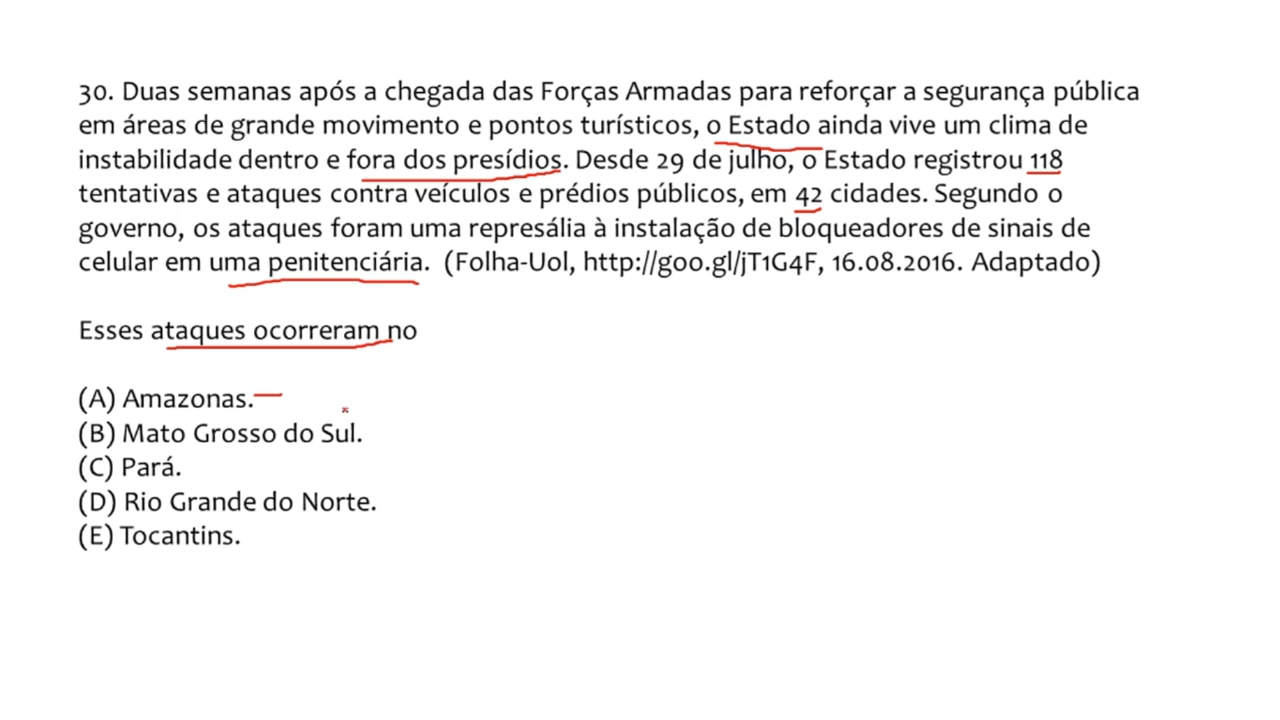 30. Duas semanas após a chegada das Forças Armadas para reforçar a segurança pública
em áreas de grande movimento e pontos turísticos, o Estado ainda vive um clima de
instabilidade dentro e fora dos presídios. Desde 29 de julho, o Estado registrou 118
tentativas e ataques contra veículos e prédios públicos, em 42 cidades. Segundo o
governo, os ataques foram uma represália à instalação de bloqueadores de sinais de
celular em uma penitenciária. (Folha-Uol, http://goo.gl/jT1G4F, 16.08.2016. Adaptado)
Esses ataques ocorreram no
(A) Amazonas.
(B) Mato Grosso do Sul.
(C) Pará.
(D) Rio Grande do Norte.
(E) Tocantins.